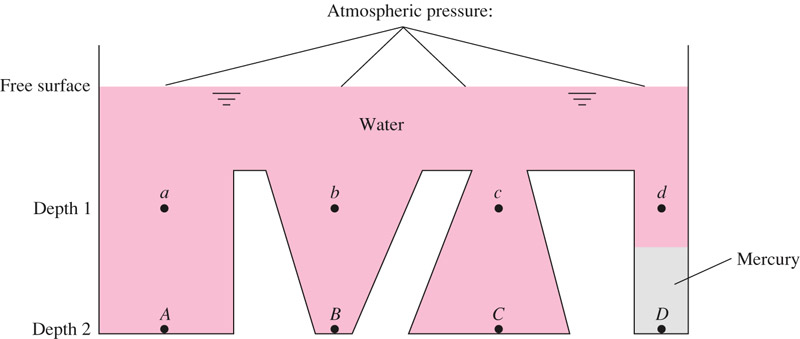 Atmospheric pressure:
Free surface
Water
a b c d
Depth 1
Mercury
A B C D
Depth 2